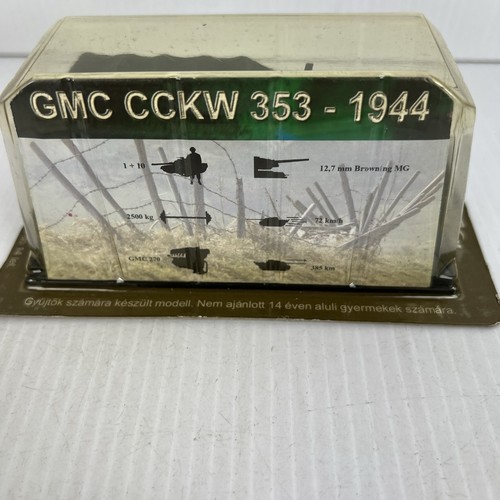 GMC CCKW 353 - 1944
1 + 10
12,7 mm Browning MG
2500 kg
72 km/h
GMC 270
385 km
Gyűjtők számára készült modell. Nem ajánlott 14 éven aluli gyermekek számára.